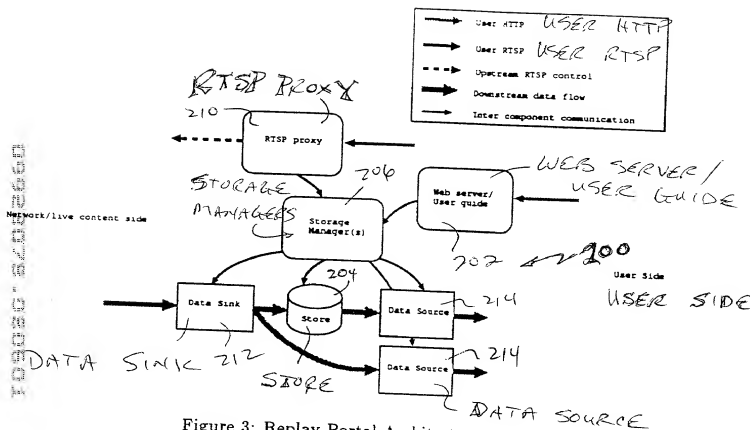 User HTTP USER HTTP
User RTSP USER RTSP
Upstream RTSP control
Downstream data flow
Inter component communication
RTSP PROXY
210
RTSP proxy
WEB SERVER/
USER GUIDE
206
STORAGE
MANAGERS
Web server/
User guide
Network/live content side
Storage
Manager(s)
202
200
User Side
USER SIDE
204
Data Sink
Store
Data Source
214
DATA SINK 212
STORE
Data Source
214
DATA SOURCE
Figure 3: Replay Portal